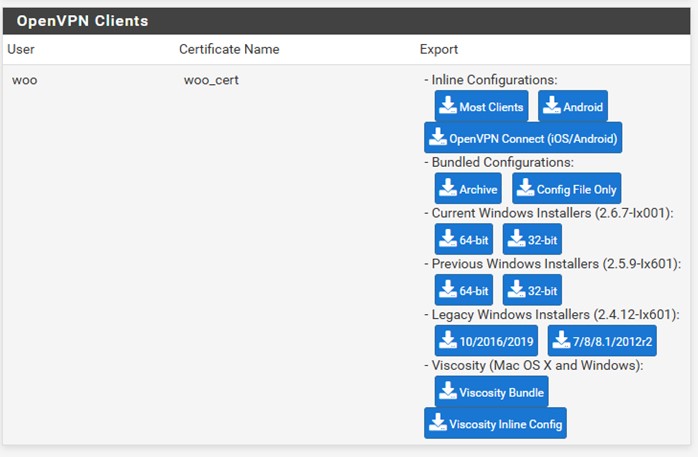 OpenVPN Clients
User Certificate Name Export
woo woo_cert - Inline Configurations:
Most Clients Android
OpenVPN Connect (iOS/Android)
- Bundled Configurations:
Archive Config File Only
- Current Windows Installers (2.6.7-Ix001):
64-bit 32-bit
- Previous Windows Installers (2.5.9-Ix601):
64-bit 32-bit
- Legacy Windows Installers (2.4.12-Ix601):
10/2016/2019 7/8/8.1/2012r2
- Viscosity (Mac OS X and Windows):
Viscosity Bundle
Viscosity Inline Config